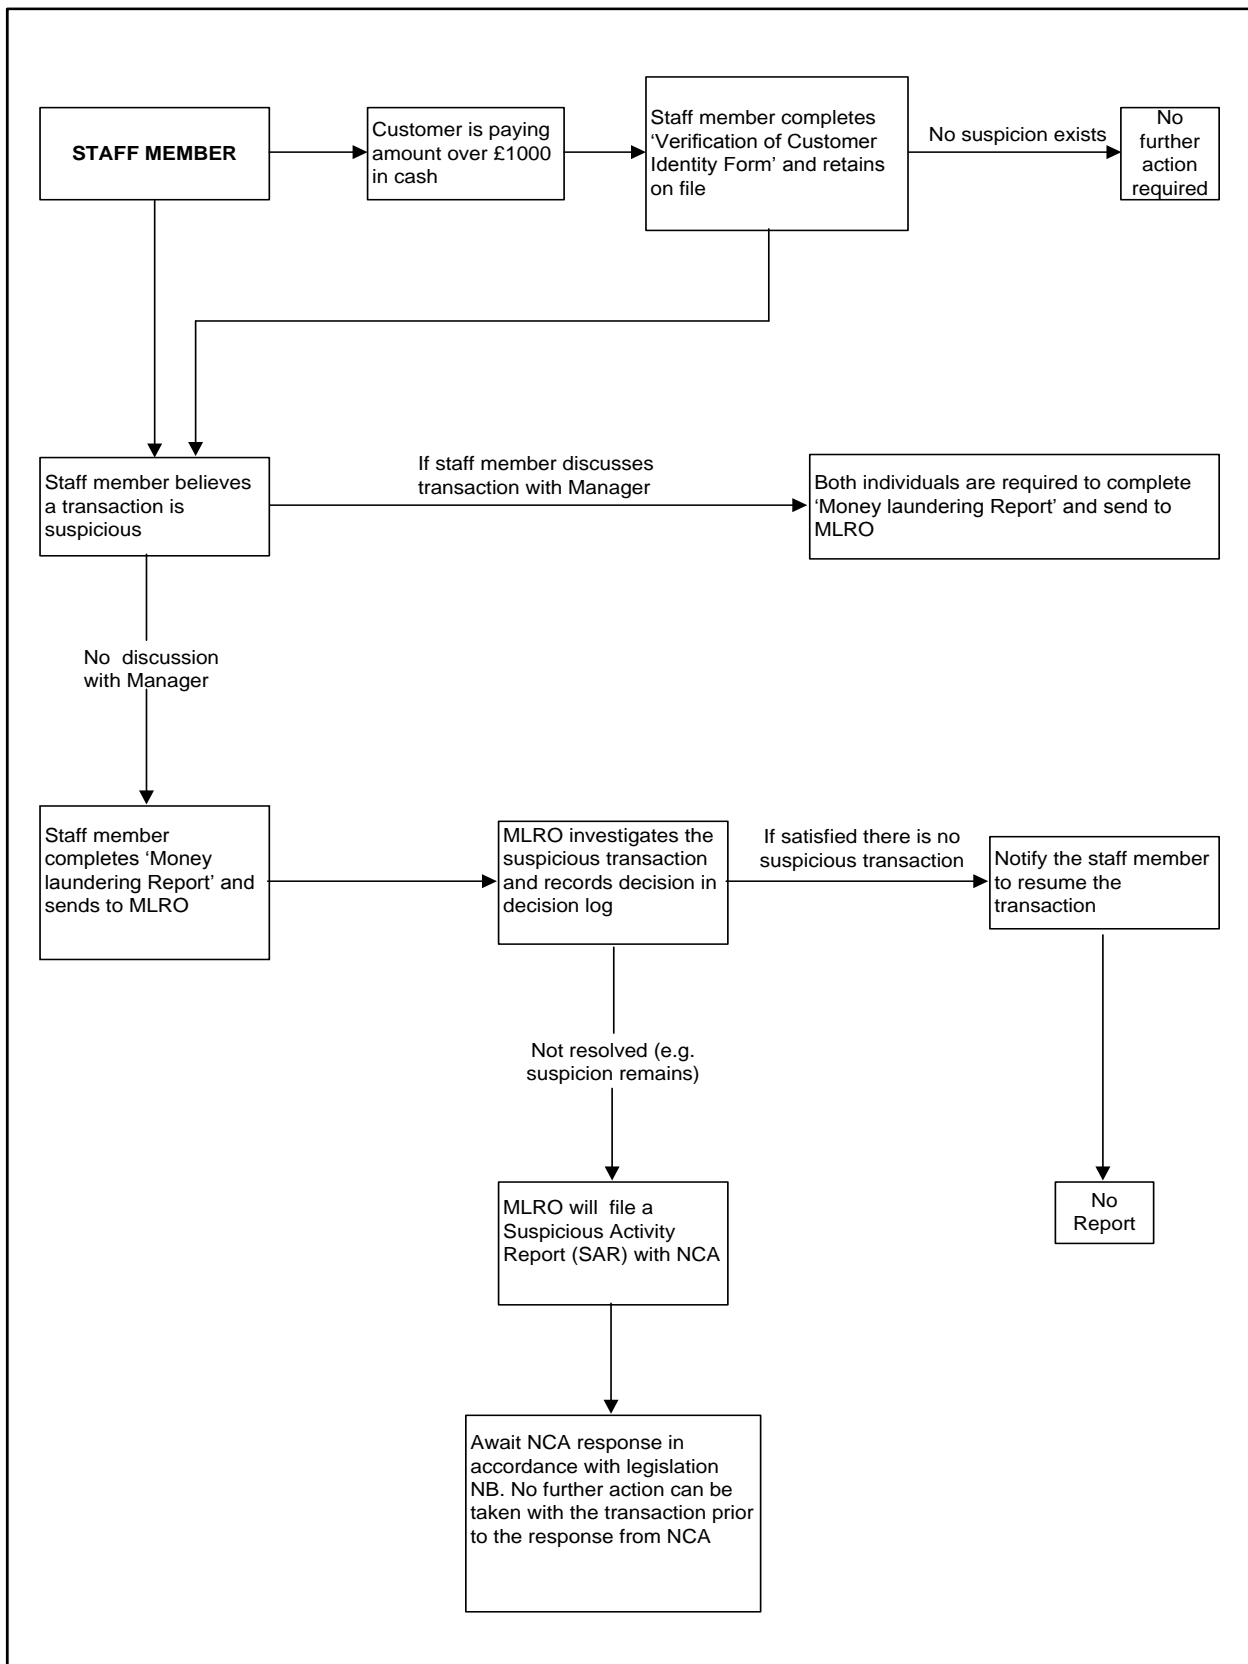 STAFF MEMBER
Customer is paying
amount over £1000
in cash
Staff member completes
‘Verification of Customer
Identity Form’ and retains
on file
No suspicion exists
No
further
action
required
Staff member believes
a transaction is
suspicious
If staff member discusses
transaction with Manager
Both individuals are required to complete
‘Money laundering Report’ and send to
MLRO
No discussion
with Manager
Staff member
completes ‘Money
laundering Report’ and
sends to MLRO
MLRO investigates the
suspicious transaction
and records decision in
decision log
If satisfied there is no
suspicious transaction
Notify the staff member
to resume the
transaction
Not resolved (e.g.
suspicion remains)
MLRO will file a
Suspicious Activity
Report (SAR) with NCA
No
Report
Await NCA response in
accordance with legislation
NB. No further action can be
taken with the transaction prior
to the response from NCA